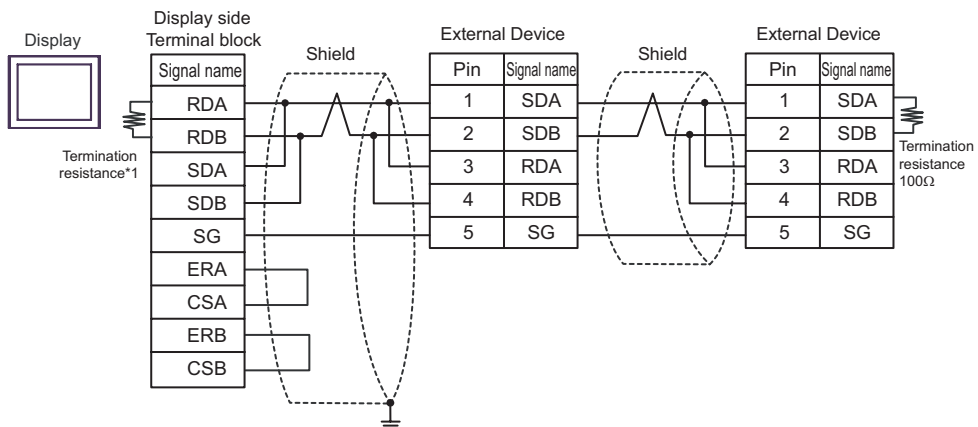 Display
Display side
Terminal block
Signal name
RDA
RDB
SDA
SDB
SG
ERA
CSA
ERB
CSB
Termination
resistance*1
Shield
External Device
Pin Signal name
1 SDA
2 SDB
3 RDA
4 RDB
5 SG
Shield
External Device
Pin Signal name
1 SDA
2 SDB
3 RDA
4 RDB
5 SG
Termination
resistance
100Ω